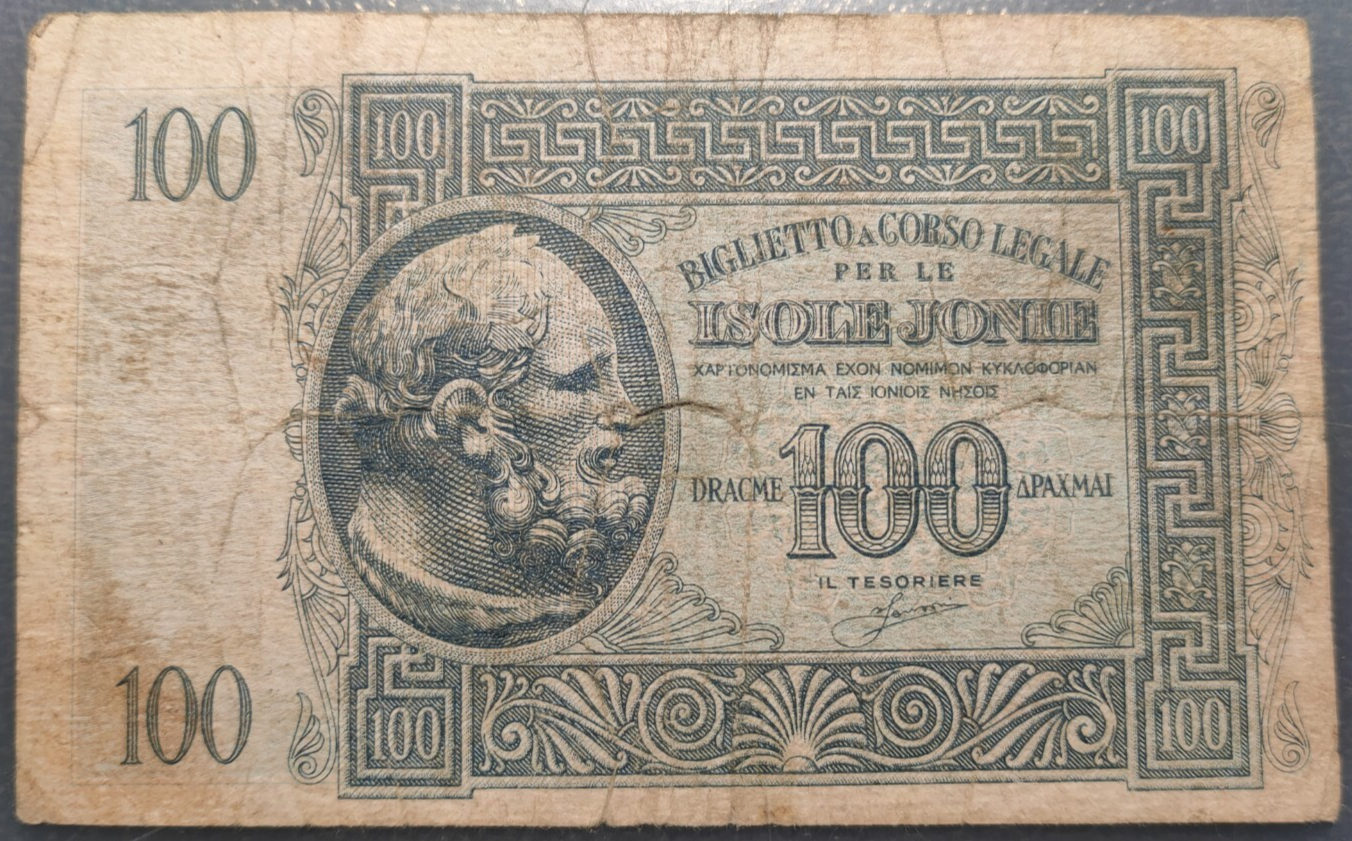 100
100
100
BIGLIETTO A CORSO LEGALE
PER LE
ISOLE JONIE
ΧΑΡΤΟΝΟΜΙΣΜΑ ΕΧΟΝ ΝΟΜΙΜΟΝ ΚΥΚΛΟΦΟΡΙΑΝ
ΕΝ ΤΑΙΣ ΙΟΝΙΟΙΣ ΝΗΣΟΙΣ
DRACME 100 ΔΡΑΧΜΑΙ
IL TESORIERE
100
100
100